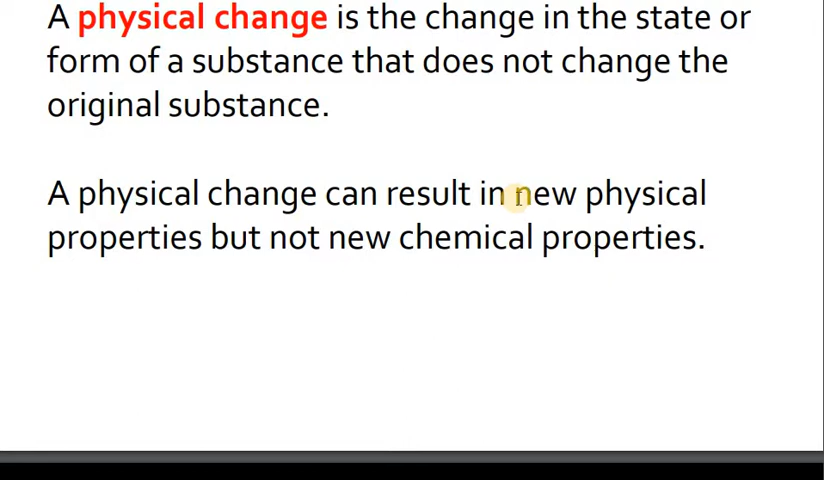 A physical change is the change in the state or
form of a substance that does not change the
original substance.
A physical change can result in new physical
properties but not new chemical properties.